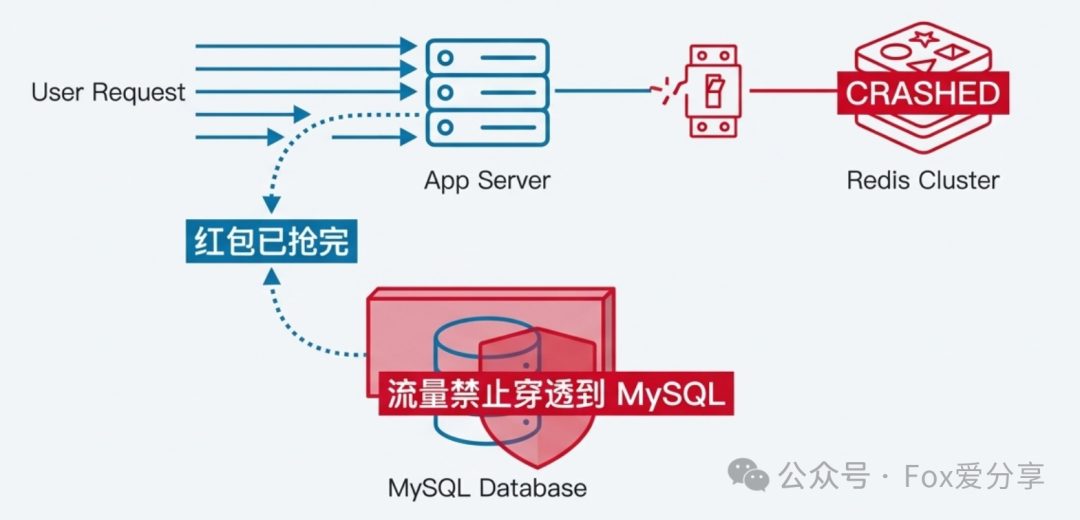 User Request
CRASHED
App Server
Redis Cluster
红包已抢完
流量禁止穿透到 MySQL
MySQL Database
公众号 · Fox爱分享